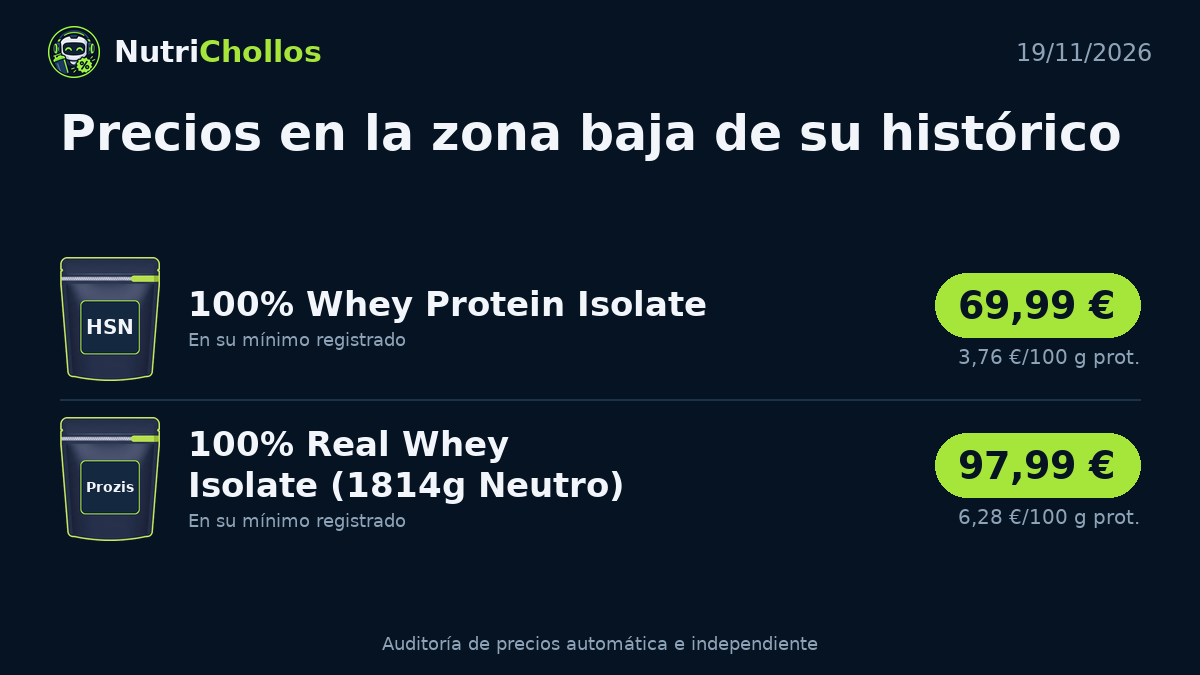 NutriChollos
19/11/2026
Precios en la zona baja de su histórico
HSN
100% Whey Protein Isolate
En su mínimo registrado
69,99 €
3,76 €/100 g prot.
Prozis
100% Real Whey
Isolate (1814g Neutro)
En su mínimo registrado
97,99 €
6,28 €/100 g prot.
Auditoría de precios automática e independiente